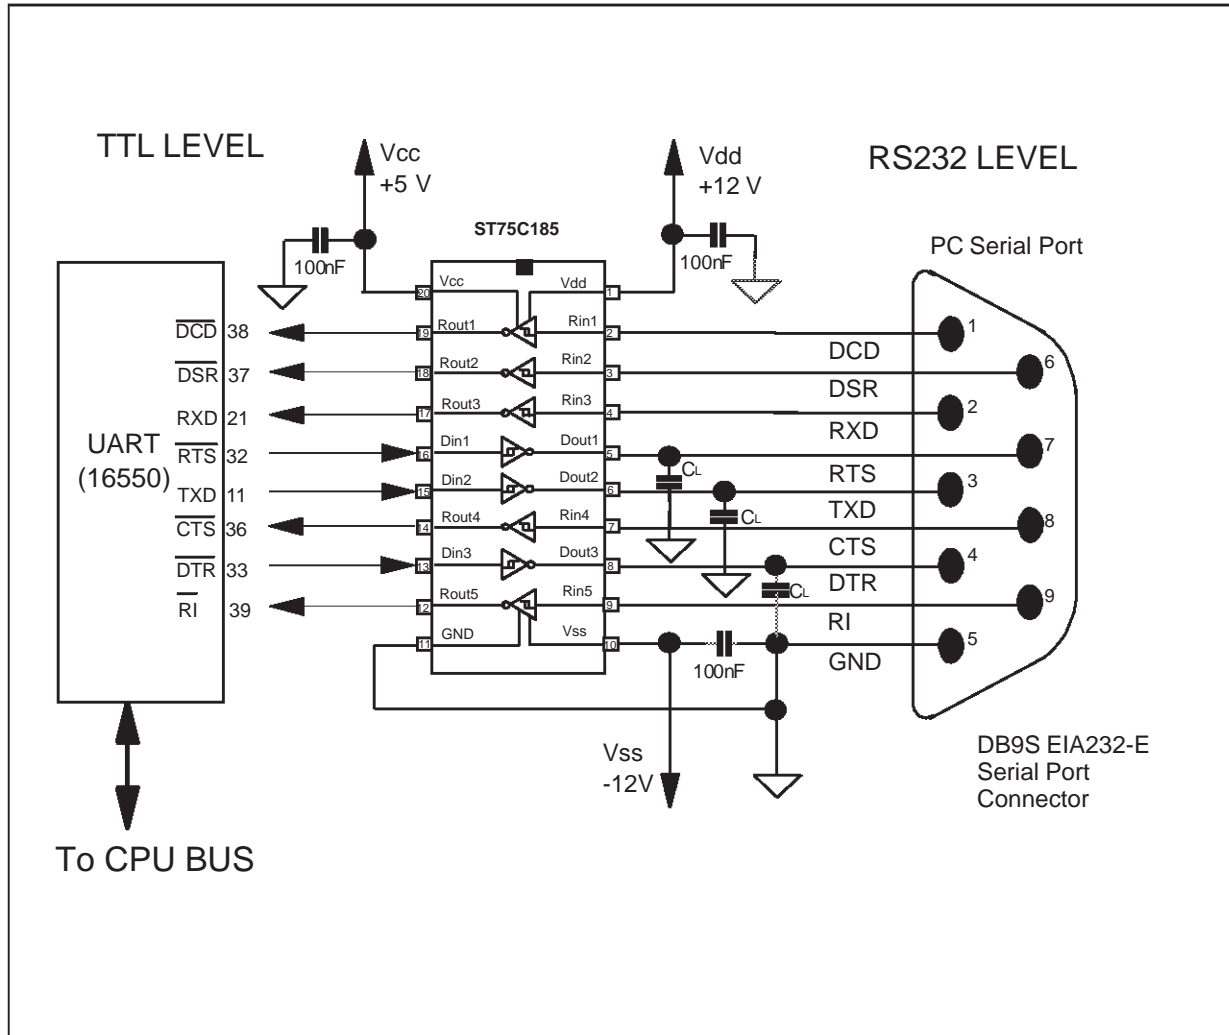 TTL LEVEL
Vcc
+5 V
Vdd
+12 V
RS232 LEVEL
ST75C185
PC Serial Port
100nF
100nF
UART
(16550)
DCD 38
DSR 37
RXD 21
RTS 32
TXD 11
CTS 36
DTR 33
RI 39
20 Vcc Vdd 1
19 Rout1 Rin1 2
18 Rout2 Rin2 3
17 Rout3 Rin3 4
16 Din1 Dout1 5
15 Din2 Dout2 6
14 Rout4 Rin4 7
13 Din3 Dout3 8
12 Rout5 Rin5 9
11 GND Vss 10
CL
CL
CL
100nF
DCD
DSR
RXD
RTS
TXD
CTS
DTR
RI
GND
1
6
2
7
3
8
4
9
5
Vss
-12V
DB9S EIA232-E
Serial Port
Connector
To CPU BUS